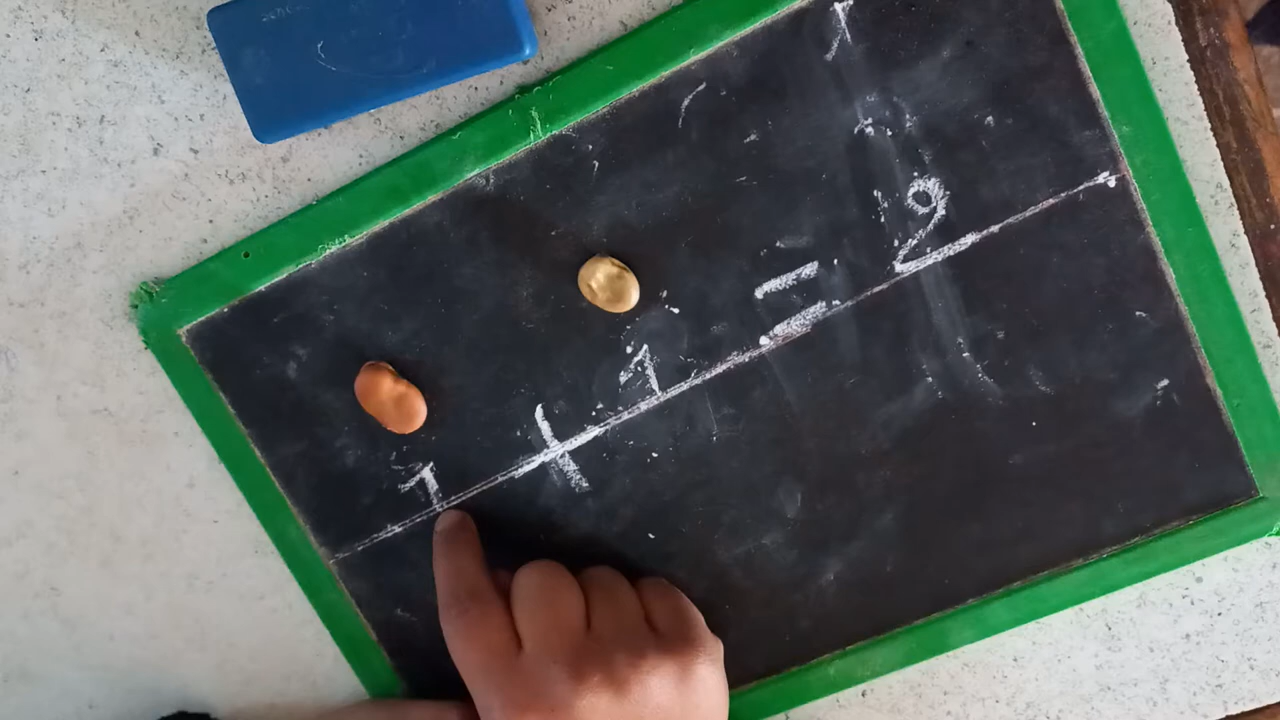 1 + 1 = 2